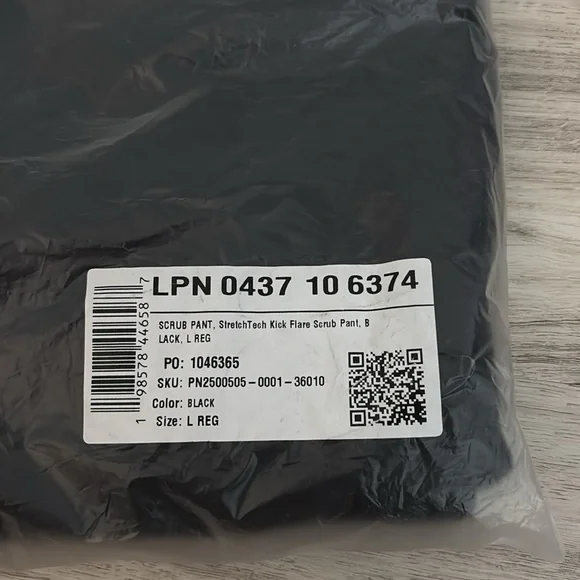 LPN 0437 10 6374
SCRUB PANT, StretchTech Kick Flare Scrub Pant, B
LACK, L REG
PO: 1046365
SKU: PN2500505-0001-36010
Color: BLACK
Size: L REG
1 98578 44658 7